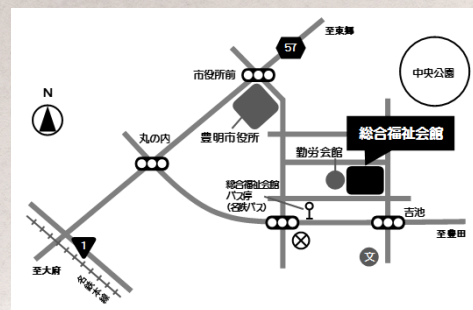 至東郷
57
中央公園
市役所前
N
豊明市役所
総合福祉会館
丸の内
勤労会館
総合福祉会館
バス停
(名鉄バス)
吉池
至豊田
1
文
至大府
名鉄本線